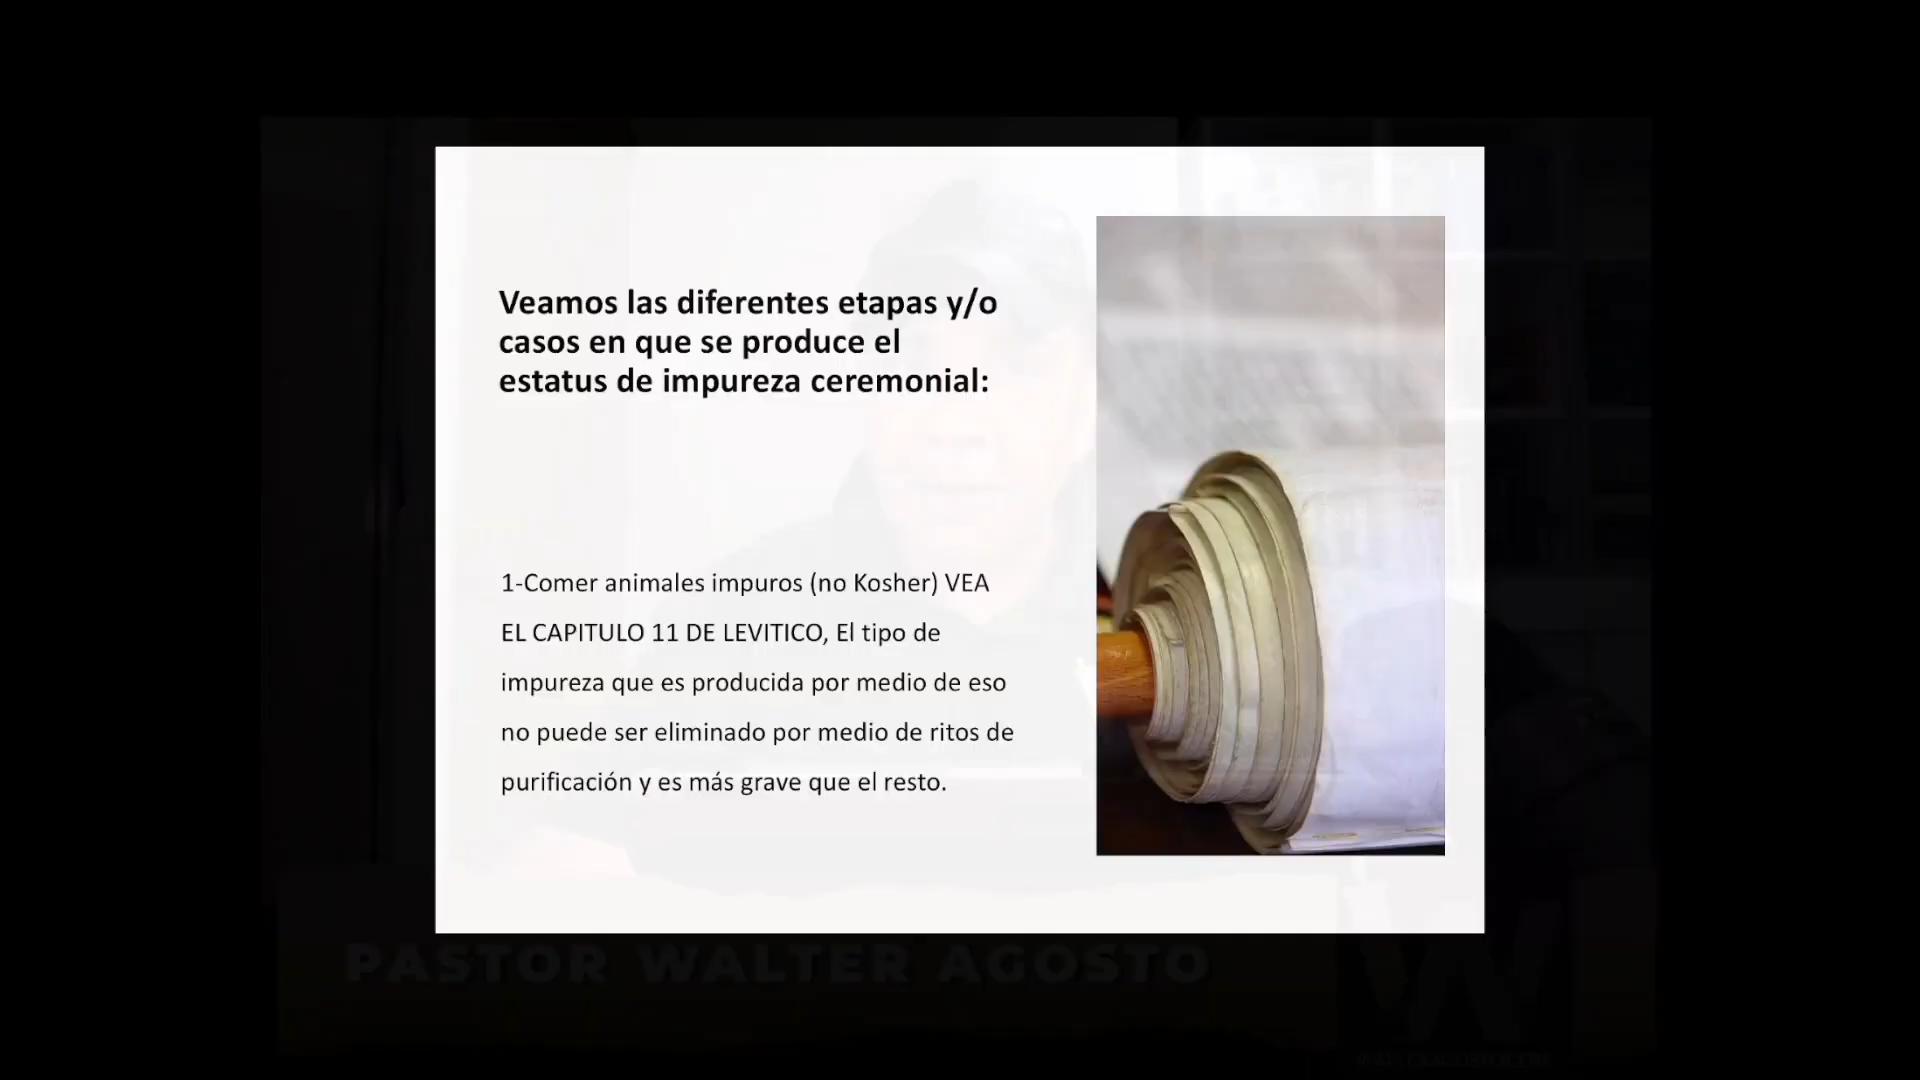 Veamos las diferentes etapas y/o
casos en que se produce el
estatus de impureza ceremonial:
1-Comer animales impuros (no Kosher) VEA
EL CAPITULO 11 DE LEVITICO, El tipo de
impureza que es producida por medio de eso
no puede ser eliminado por medio de ritos de
purificación y es más grave que el resto.
PASTOR WALTER AGOSTO